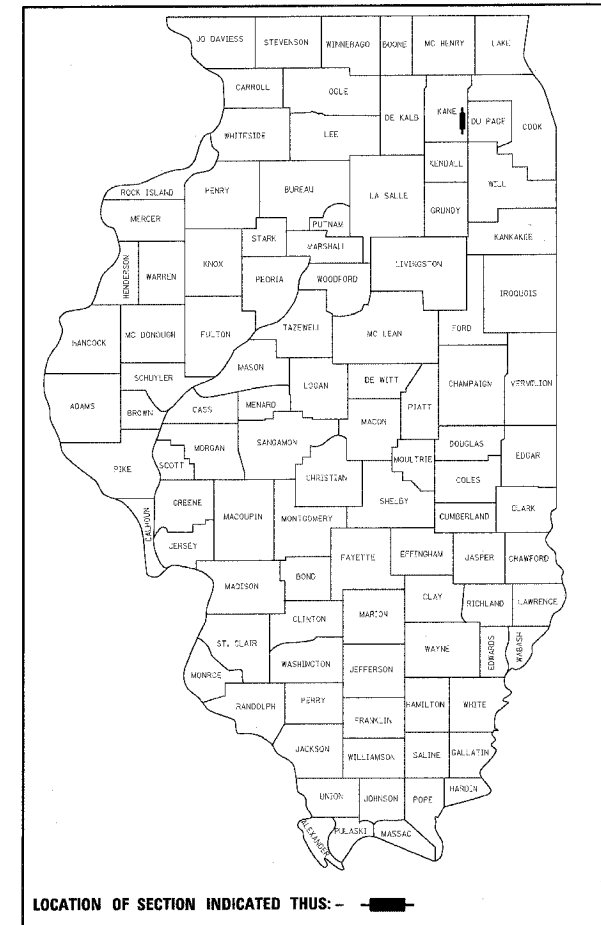 JO DAVIESS
STEVENSON
WINNEBAGO
BOONE
MC HENRY
LAKE
CARROLL
OGLE
DE KALB
KANE
DU PAGE
COOK
WHITESIDE
LEE
KENDALL
WILL
ROCK ISLAND
HENRY
BUREAU
LA SALLE
GRUNDY
MERCER
PUTNAM
KANKAKEE
STARK
MARSHALL
HENDERSON
WARREN
KNOX
PEORIA
WOODFORD
LIVINGSTON
IROQUOIS
HANCOCK
MC DONOUGH
FULTON
TAZEWELL
MC LEAN
FORD
MASON
SCHUYLER
LOGAN
DE WITT
CHAMPAIGN
VERMILION
ADAMS
BROWN
CASS
MENARD
PIATT
MACON
MORGAN
SANGAMON
DOUGLAS
EDGAR
PIKE
SCOTT
CHRISTIAN
MOULTRIE
COLES
GREENE
MACOUPIN
MONTGOMERY
SHELBY
CUMBERLAND
CLARK
CALHOUN
JERSEY
FAYETTE
EFFINGHAM
JASPER
CRAWFORD
MADISON
BOND
CLAY
RICHLAND
LAWRENCE
CLINTON
MARION
ST. CLAIR
WAYNE
EDWARDS
WABASH
WASHINGTON
JEFFERSON
MONROE
RANDOLPH
PERRY
HAMILTON
WHITE
FRANKLIN
JACKSON
WILLIAMSON
SALINE
GALLATIN
UNION
JOHNSON
POPE
HARDIN
ALEXANDER
PULASKI
MASSAC
LOCATION OF SECTION INDICATED THUS: -